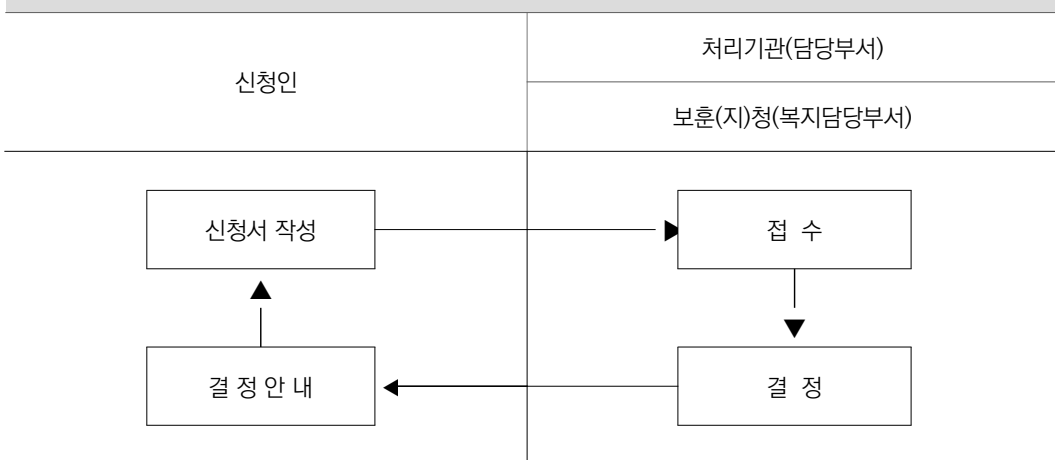 신청인
처리기관(담당부서)
보훈(지)청(복지담당부서)
신청서 작성
접 수
결 정 안 내
결 정